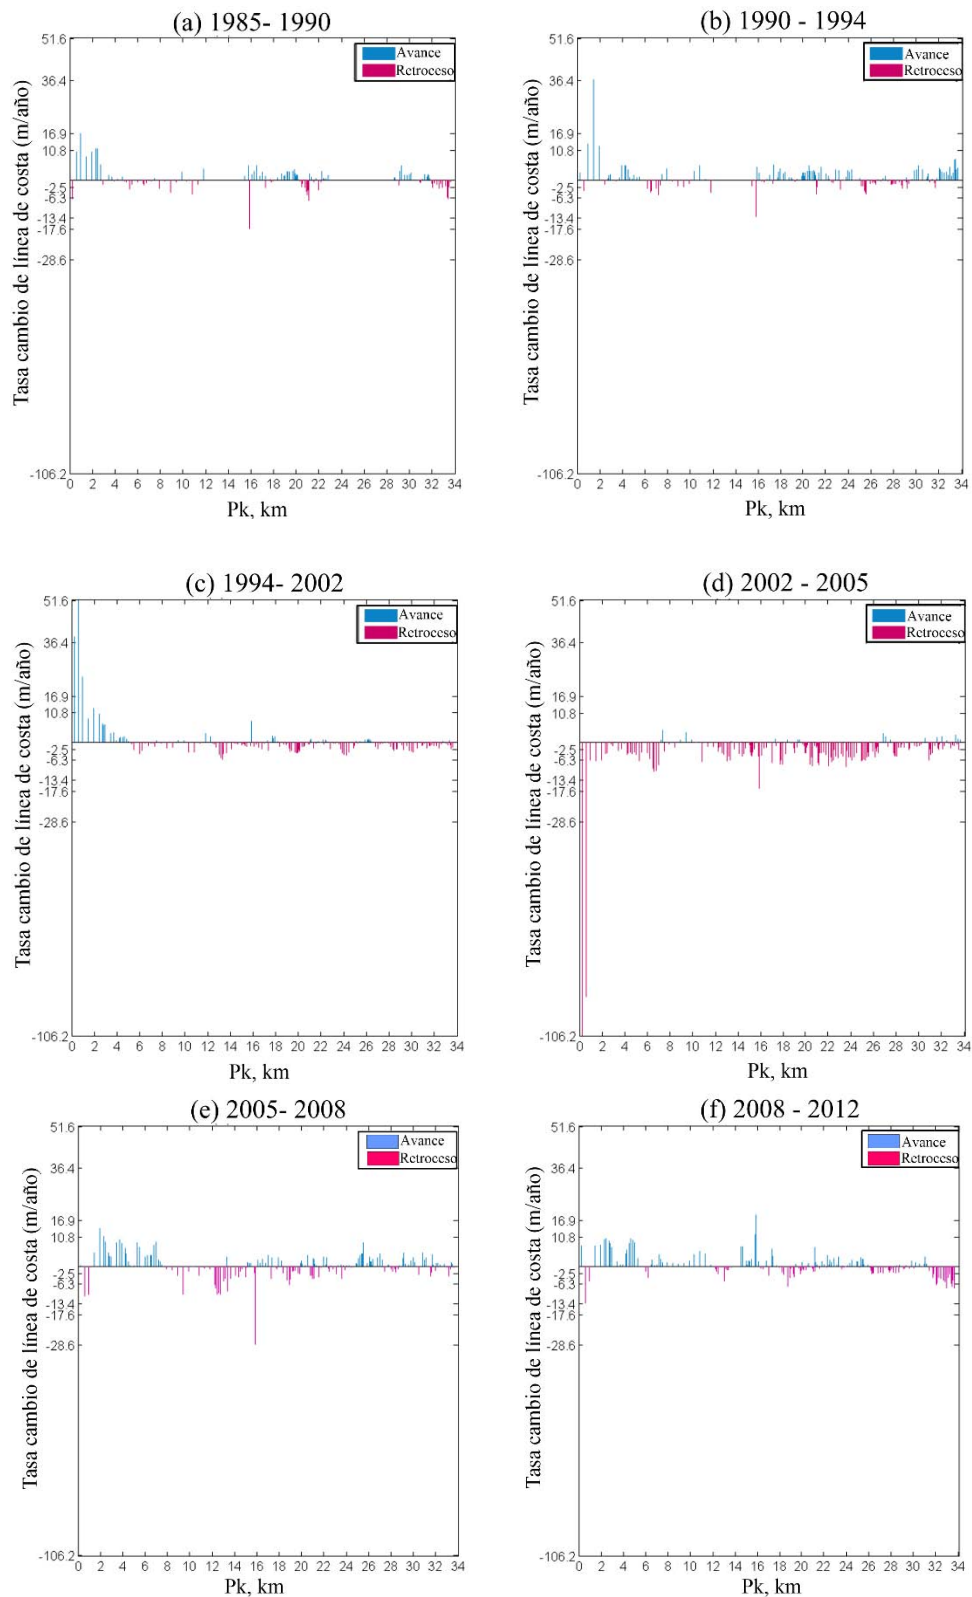 (a) 1985- 1990
Tasa cambio de línea de costa (m/año)
51.6
36.4
16.9
10.8
-2.5
-6.3
-13.4
-17.6
-28.6
-106.2
Avance
Retroceso
0 2 4 6 8 10 12 14 16 18 20 22 24 26 28 30 32 34
Pk, km
(b) 1990 - 1994
Tasa cambio de línea de costa (m/año)
51.6
36.4
16.9
10.8
-2.5
-6.3
-13.4
-17.6
-28.6
-106.2
Avance
Retroceso
0 2 4 6 8 10 12 14 16 18 20 22 24 26 28 30 32 34
Pk, km
(c) 1994- 2002
Tasa cambio de línea de costa (m/año)
51.6
36.4
16.9
10.8
-2.5
-6.3
-13.4
-17.6
-28.6
-106.2
Avance
Retroceso
0 2 4 6 8 10 12 14 16 18 20 22 24 26 28 30 32 34
Pk, km
(d) 2002 - 2005
Tasa cambio de línea de costa (m/año)
51.6
36.4
16.9
10.8
-2.5
-6.3
-13.4
-17.6
-28.6
-106.2
Avance
Retroceso
0 2 4 6 8 10 12 14 16 18 20 22 24 26 28 30 32 34
Pk, km
(e) 2005- 2008
Tasa cambio de línea de costa (m/año)
51.6
36.4
16.9
10.8
-2.5
-6.3
-13.4
-17.6
-28.6
-106.2
Avance
Retroceso
0 2 4 6 8 10 12 14 16 18 20 22 24 26 28 30 32 34
Pk, km
(f) 2008 - 2012
Tasa cambio de línea de costa (m/año)
51.6
36.4
16.9
10.8
-2.5
-6.3
-13.4
-17.6
-28.6
-106.2
Avance
Retroceso
0 2 4 6 8 10 12 14 16 18 20 22 24 26 28 30 32 34
Pk, km